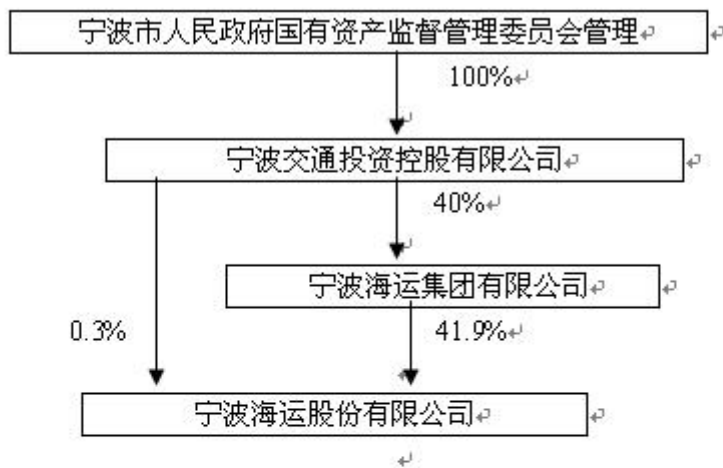 宁波市人民政府国有资产监督管理委员会管理
100%
宁波交通投资控股有限公司
40%
宁波海运集团有限公司
0.3%
41.9%
宁波海运股份有限公司